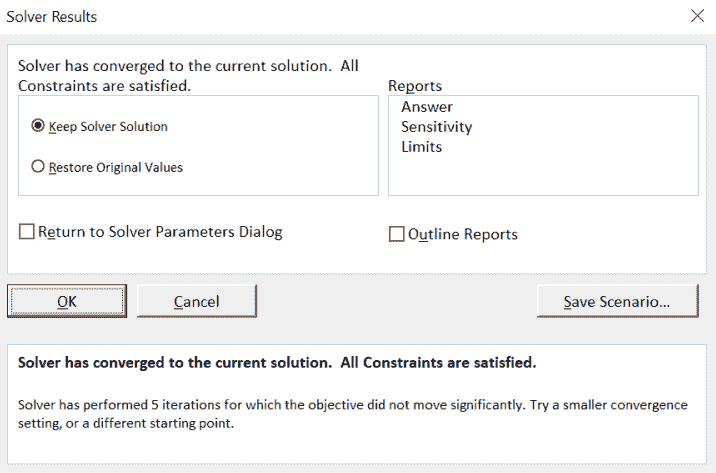 Solver Results
Solver has converged to the current solution.  All
Constraints are satisfied.
Keep Solver Solution
Restore Original Values
Reports
Answer
Sensitivity
Limits
Return to Solver Parameters Dialog
Outline Reports
OK
Cancel
Save Scenario...
Solver has converged to the current solution.  All Constraints are satisfied.
Solver has performed 5 iterations for which the objective did not move significantly. Try a smaller convergence
setting, or a different starting point.